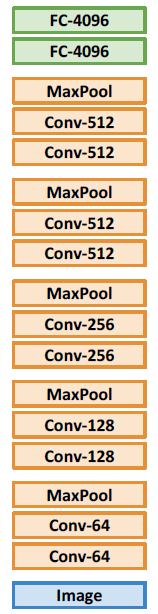 FC-4096
FC-4096
MaxPool
Conv-512
Conv-512
MaxPool
Conv-512
Conv-512
MaxPool
Conv-256
Conv-256
MaxPool
Conv-128
Conv-128
MaxPool
Conv-64
Conv-64
Image